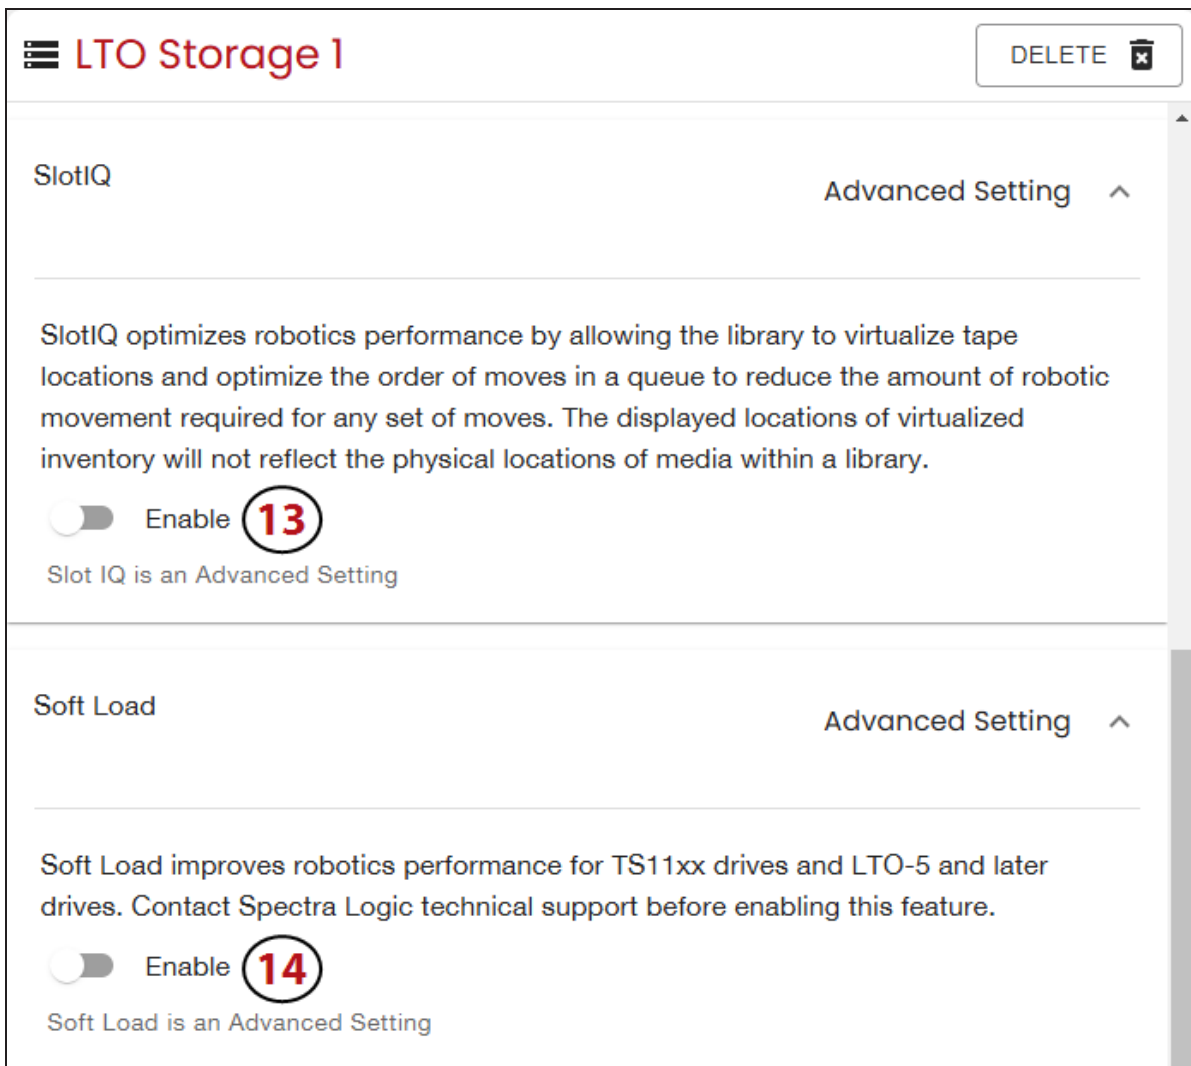 LTO Storage 1
DELETE
SlotIQ
Advanced Setting
SlotIQ optimizes robotics performance by allowing the library to virtualize tape
locations and optimize the order of moves in a queue to reduce the amount of robotic
movement required for any set of moves. The displayed locations of virtualized
inventory will not reflect the physical locations of media within a library.
Enable 13
Slot IQ is an Advanced Setting
Soft Load
Advanced Setting
Soft Load improves robotics performance for TS11xx drives and LTO-5 and later
drives. Contact Spectra Logic technical support before enabling this feature.
Enable 14
Soft Load is an Advanced Setting